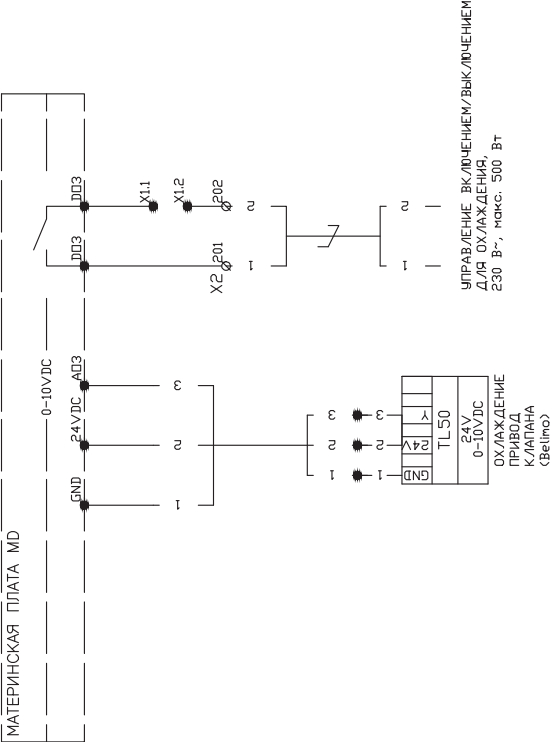 МАТЕРИНСКАЯ ПЛАТА MD
0-10VDC
GND
24VDC
AO3
DO3
DO3
X1.1
X1.2
X2
201
202
1
2
3
1
2
1
2
3
1
2
3
1
2
GND
24V
Y
TL50
24V
0-10VDC
ОХЛАЖДЕНИЕ
ПРИВОД
КЛАПАНА
(Belimo)
УПРАВЛЕНИЕ ВКЛЮЧЕНИЕМ/ВЫКЛЮЧЕНИЕМ
ДЛЯ ОХЛАЖДЕНИЯ,
230 В~, макс. 500 Вт